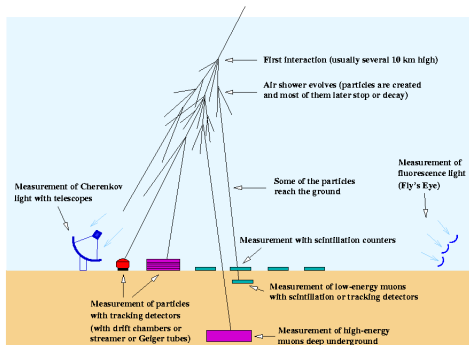 First interaction (usually several 10 km high)
Air shower evolves (particles are created
and most of them later stop or decay)
Measurement of
fluorescence light
(Fly's Eye)
Some of the particles
reach the ground
Measurement of Cherenkov
light with telescopes
Measurement with scintillation counters
Measurement of low-energy muons
with scintillation or tracking detectors
Measurement of particles
with tracking detectors
(with drift chambers or
streamer or Geiger tubes)
Measurement of high-energy
muons deep underground